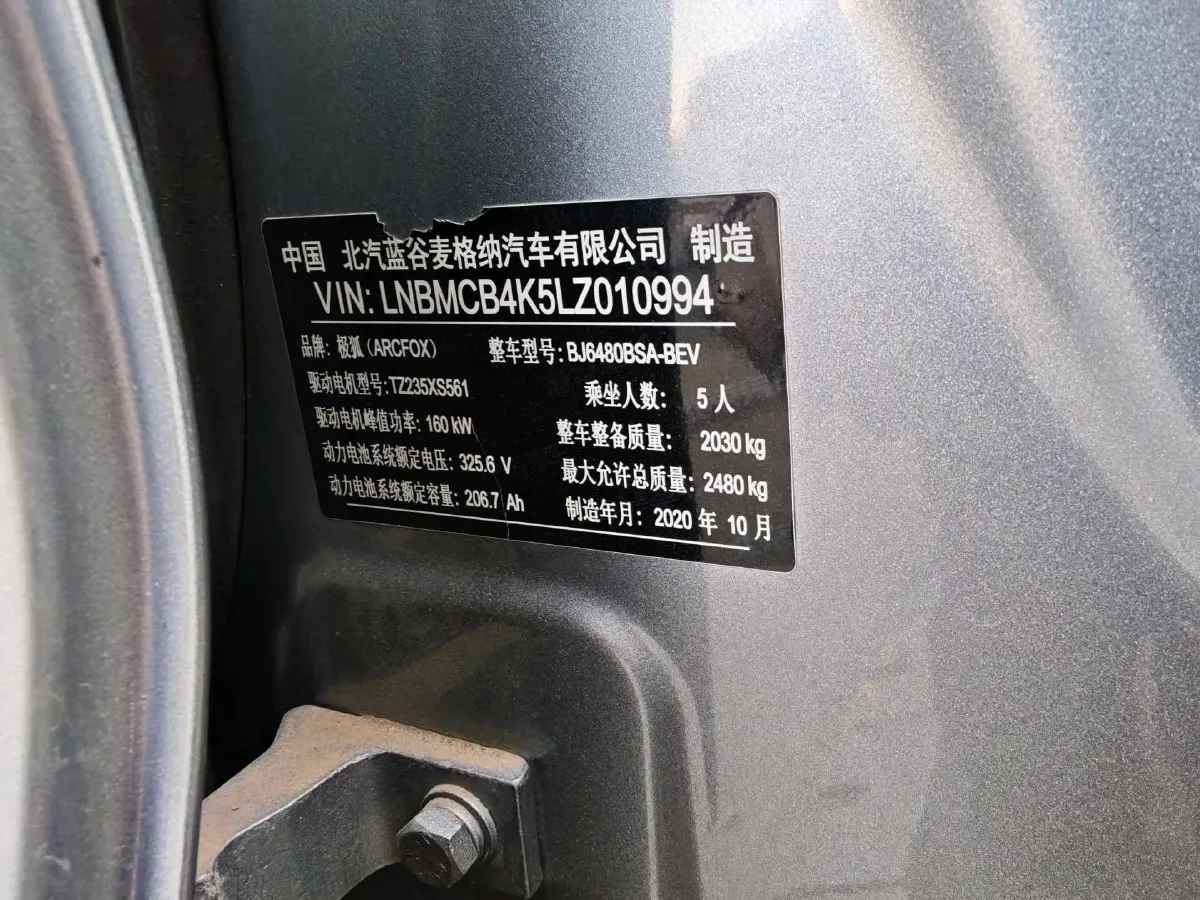 中国 北汽蓝谷麦格纳汽车有限公司 制造
VIN: LNBMCB4K5LZ010994
品牌: 极狐(ARCFOX) 整车型号: BJ6480BSA-BEV
驱动电机型号: TZ235XS561 乘坐人数: 5 人
驱动电机峰值功率: 160 kW 整车整备质量: 2030 kg
动力电池系统额定电压: 325.6 V 最大允许总质量: 2480 kg
动力电池系统额定容量: 206.7 Ah 制造年月: 2020 年 10 月